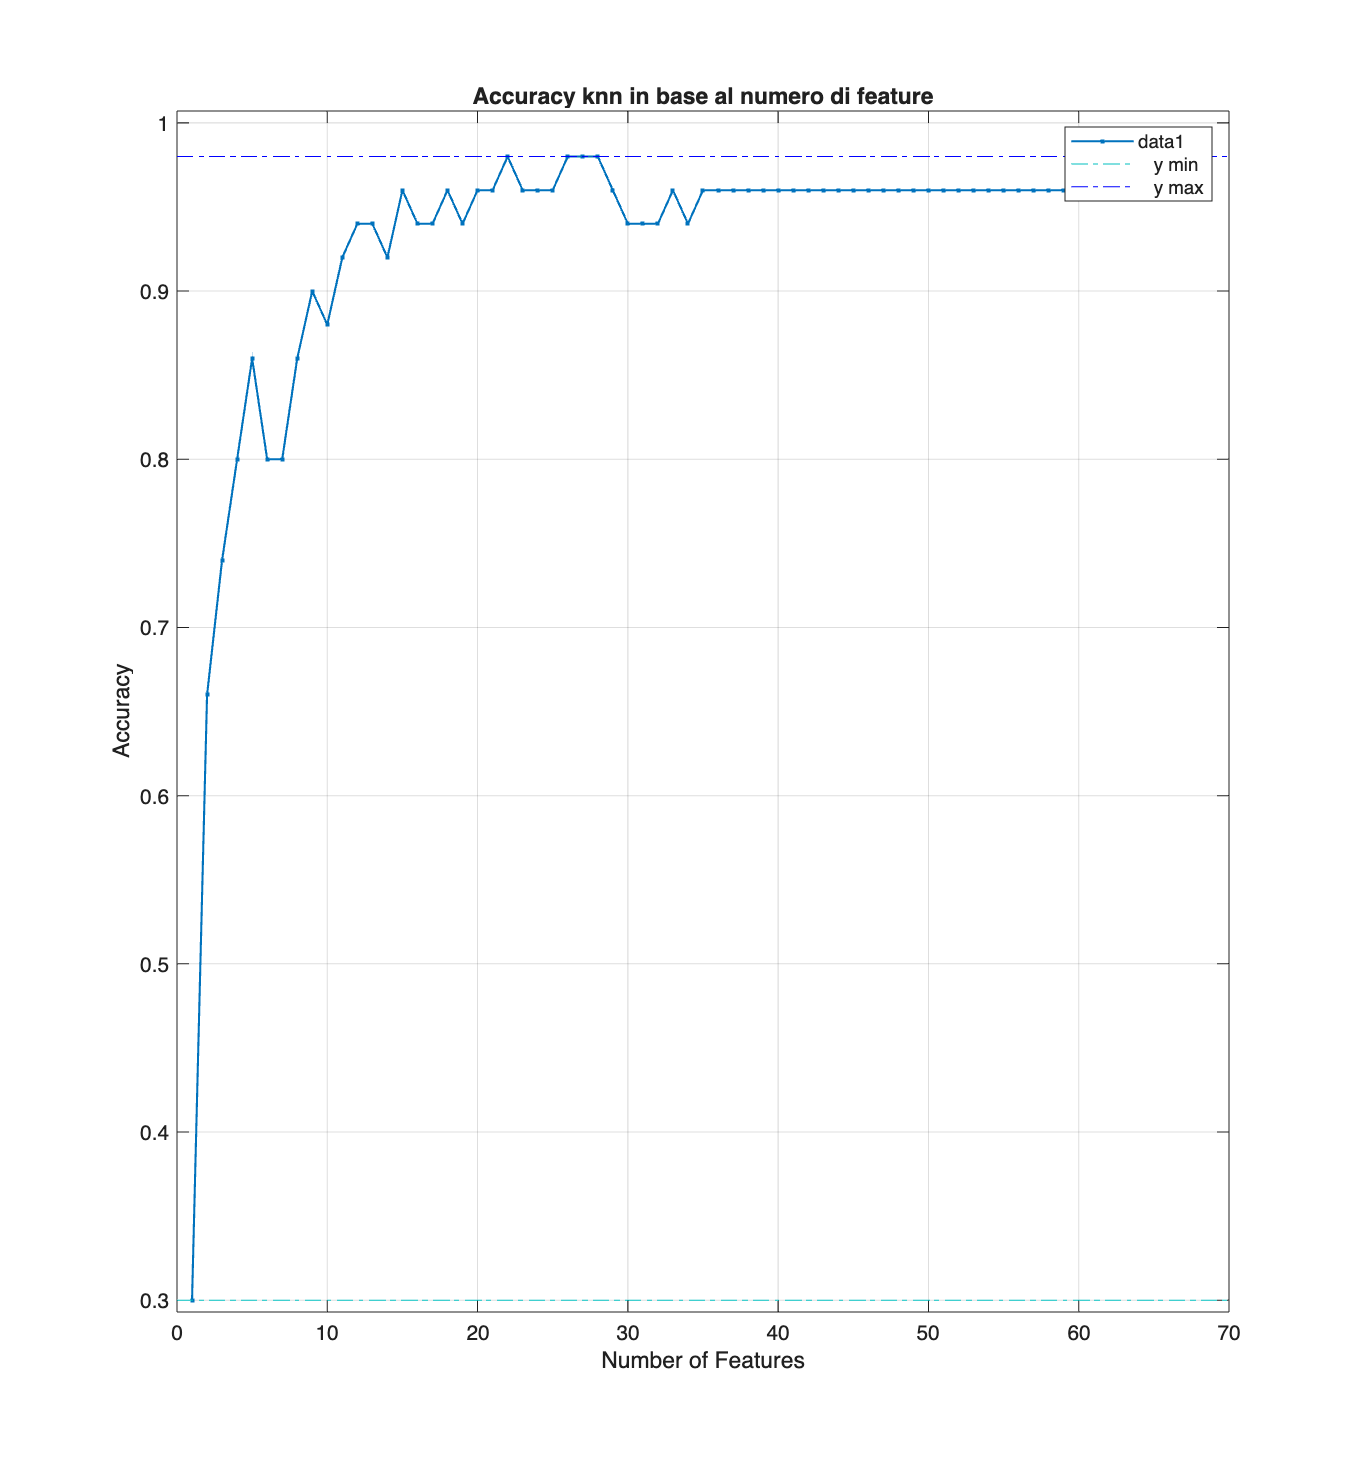 Accuracy knn in base al numero di feature
data1
y min
y max
1
0.9
0.8
0.7
0.6
0.5
0.4
0.3
Accuracy
0 10 20 30 40 50 60 70
Number of Features